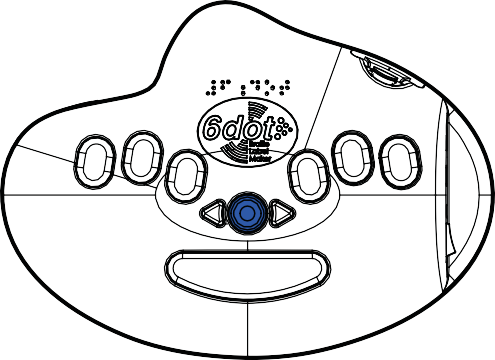 ⠼⠋⠲⠙⠕⠞
6dot
Braille
Label
Maker